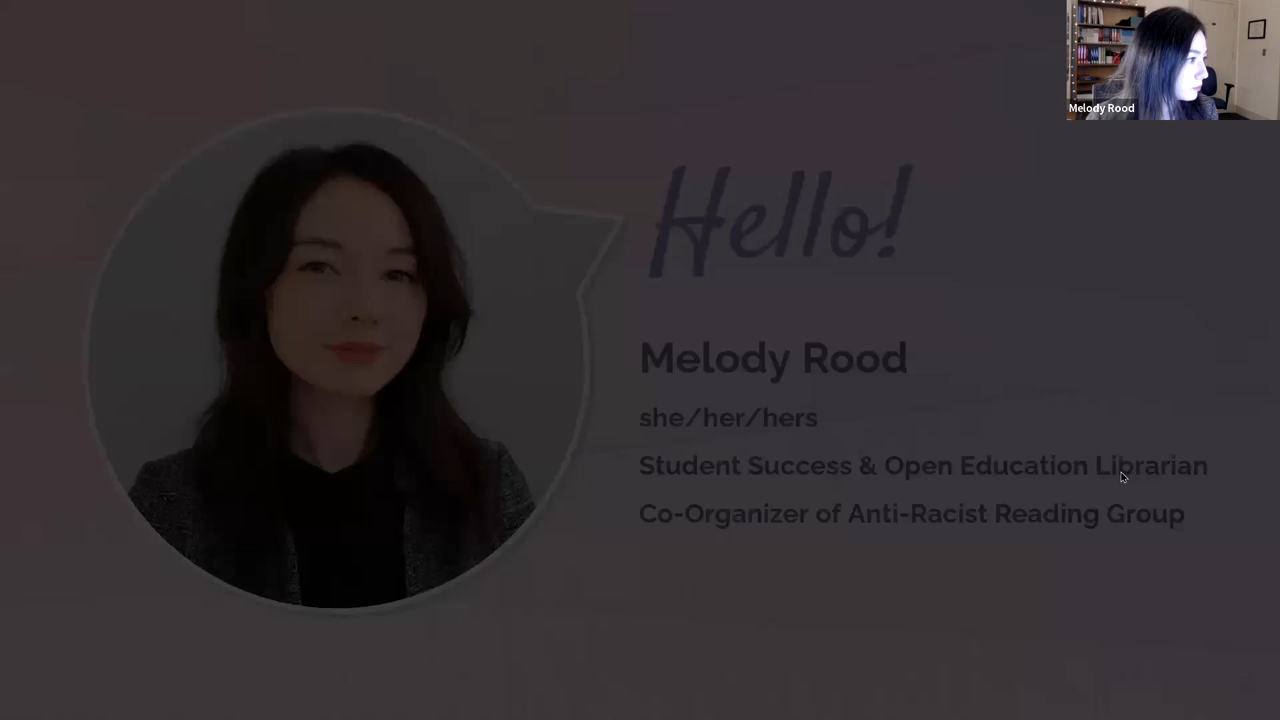 Melody Rood
Hello!
Melody Rood
she/her/hers
Student Success & Open Education Librarian
Co-Organizer of Anti-Racist Reading Group